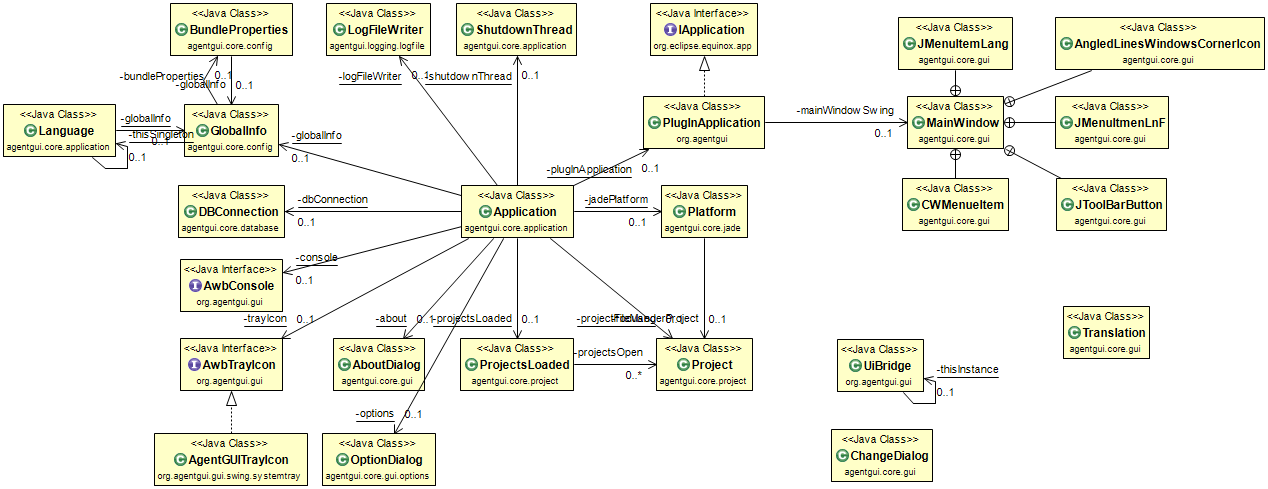 <<Java Class>>
BundleProperties
agentgui.core.config
<<Java Class>>
LogFileWriter
agentgui.logging.logfile
<<Java Class>>
ShutdownThread
agentgui.core.application
<<Java Interface>>
IApplication
org.eclipse.equinox.app
<<Java Class>>
JMenuItemLang
agentgui.core.gui
<<Java Class>>
AngledLinesWindowsCornerIcon
agentgui.core.gui
-bundleProperties
0..1
-globalInfo
0..1
-logFileWriter
0..1
-shutdownThread
0..1
<<Java Class>>
Language
agentgui.core.application
-globalInfo
0..1
-thisSingleton
0..1
<<Java Class>>
GlobalInfo
agentgui.core.config
-globalInfo
0..1
<<Java Class>>
PlugInApplication
org.agentgui
-mainWindowSwing
0..1
<<Java Class>>
MainWindow
agentgui.core.gui
<<Java Class>>
JMenuItmenLnF
agentgui.core.gui
-plugInApplication
0..1
<<Java Class>>
DBConnection
agentgui.core.database
-dbConnection
0..1
<<Java Class>>
Application
agentgui.core.application
-jadePlatform
0..1
<<Java Class>>
Platform
agentgui.core.jade
<<Java Class>>
CWMenueItem
agentgui.core.gui
<<Java Class>>
JToolBarButton
agentgui.core.gui
<<Java Interface>>
AwbConsole
org.agentgui.gui
-console
0..1
-trayIcon
0..1
-about
0..1
-projectsLoaded
0..1
0..1
0..1
<<Java Interface>>
AwbTrayIcon
org.agentgui.gui
<<Java Class>>
AboutDialog
agentgui.core.gui
<<Java Class>>
ProjectsLoaded
agentgui.core.project
-projectsOpen
0..*
<<Java Class>>
Project
agentgui.core.project
<<Java Class>>
UiBridge
org.agentgui.gui
-thisInstance
0..1
<<Java Class>>
Translation
agentgui.core.gui
-options
0..1
<<Java Class>>
AgentGUITrayIcon
org.agentgui.gui.swing.systemtray
<<Java Class>>
OptionDialog
agentgui.core.gui.options
<<Java Class>>
ChangeDialog
agentgui.core.gui